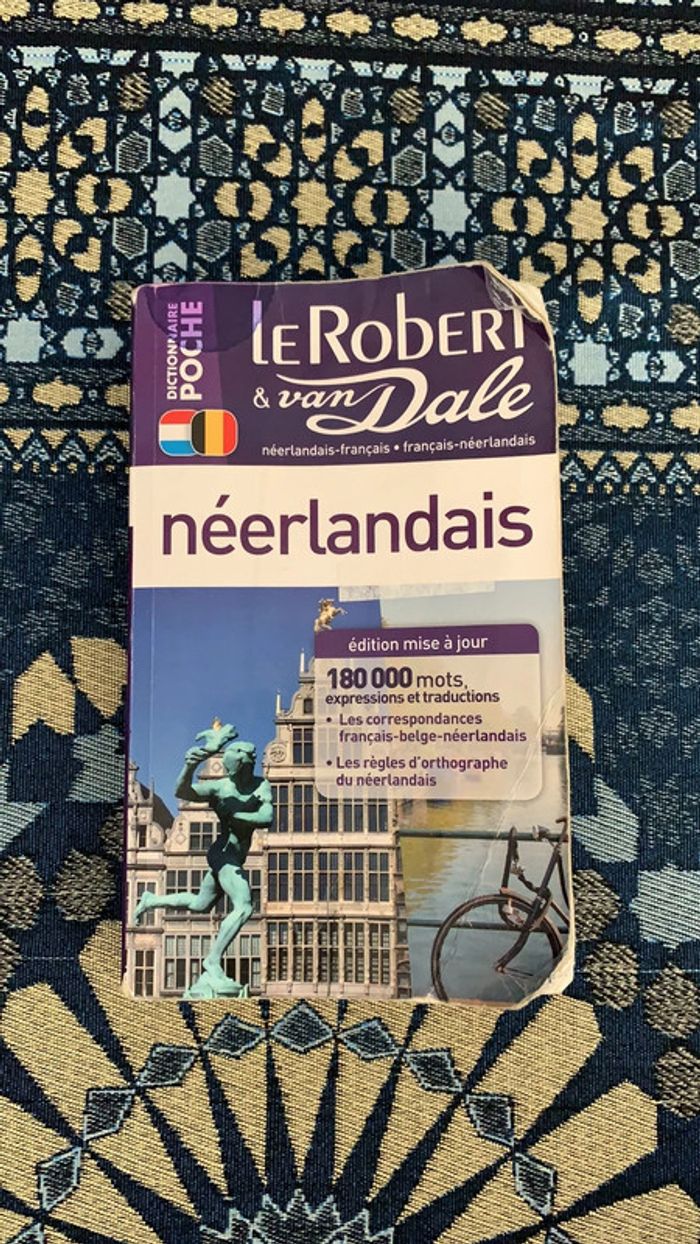 DICTIONNAIRE
POCHE
LE ROBERT
& van Dale
néerlandais-français • français-néerlandais
néerlandais
édition mise à jour
180 000 mots,
expressions et traductions
• Les correspondances
français-belge-néerlandais
• Les règles d'orthographe
du néerlandais